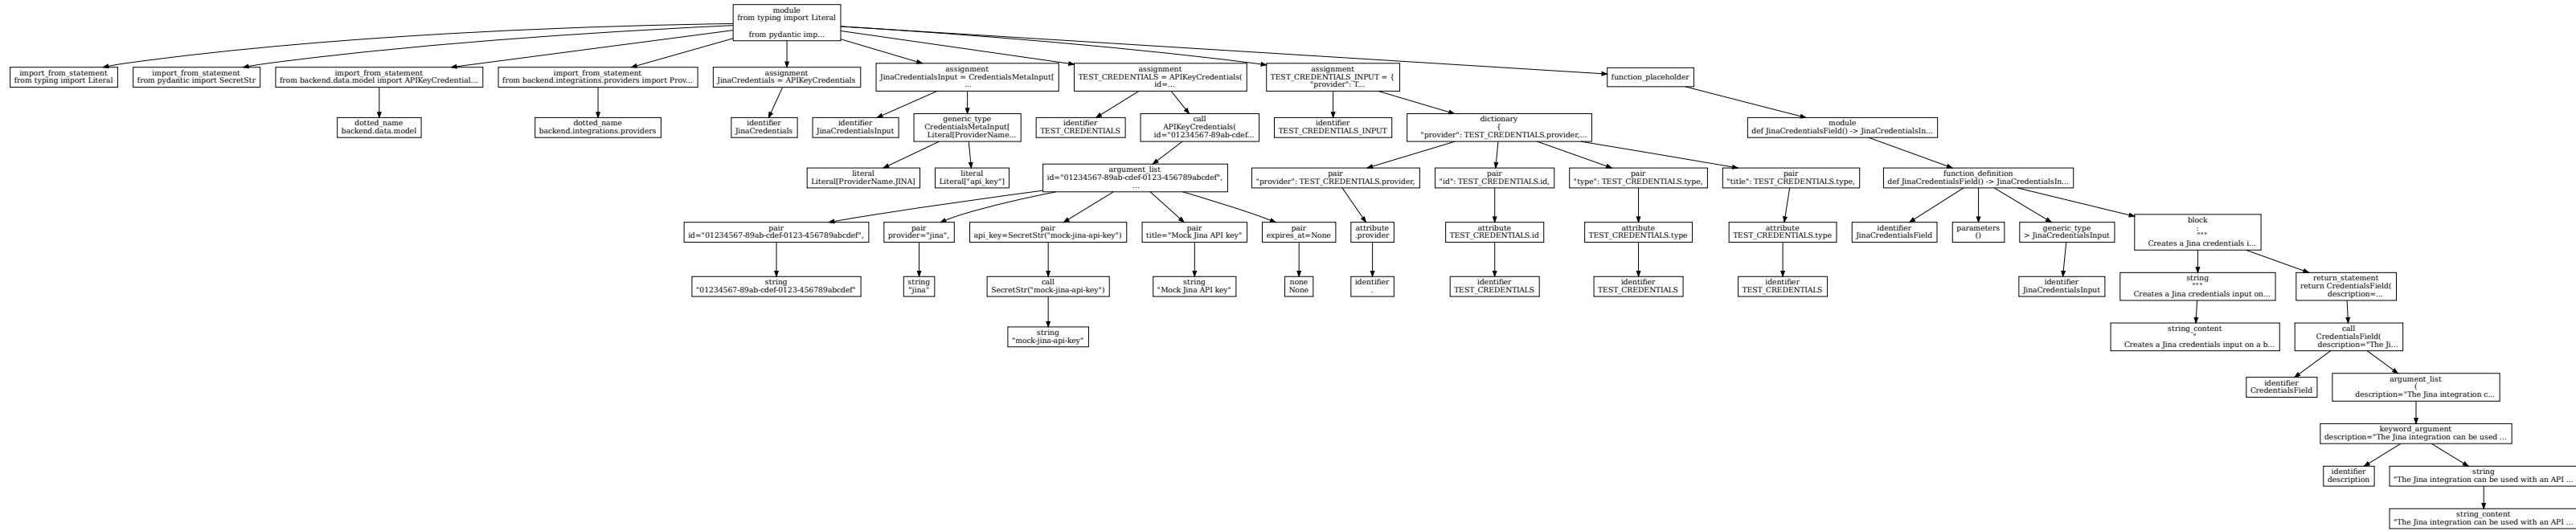 module
from typing import Literal
from pydantic imp...
import_from_statement
from typing import Literal
import_from_statement
from pydantic import SecretStr
import_from_statement
from backend.data.model import APIKeyCredential...
import_from_statement
from backend.integrations.providers import Prov...
assignment
JinaCredentials = APIKeyCredentials
assignment
JinaCredentialsInput = CredentialsMetaInput[
...
assignment
TEST_CREDENTIALS = APIKeyCredentials(
id=...
assignment
TEST_CREDENTIALS_INPUT = {
"provider": T...
function_placeholder
dotted_name
backend.data.model
dotted_name
backend.integrations.providers
identifier
JinaCredentials
identifier
JinaCredentialsInput
generic_type
CredentialsMetaInput[
Literal[ProviderName...
identifier
TEST_CREDENTIALS
call
APIKeyCredentials(
id="01234567-89ab-cdef...
identifier
TEST_CREDENTIALS_INPUT
dictionary
{
"provider": TEST_CREDENTIALS.provider,...
module
def JinaCredentialsField() -> JinaCredentialsIn...
literal
Literal[ProviderName.JINA]
literal
Literal["api_key"]
argument_list
id="01234567-89ab-cdef-0123-456789abcdef",
...
pair
"provider": TEST_CREDENTIALS.provider,
pair
"id": TEST_CREDENTIALS.id,
pair
"type": TEST_CREDENTIALS.type,
pair
"title": TEST_CREDENTIALS.type,
function_definition
def JinaCredentialsField() -> JinaCredentialsIn...
pair
id="01234567-89ab-cdef-0123-456789abcdef",
pair
provider="jina",
pair
api_key=SecretStr("mock-jina-api-key")
pair
title="Mock Jina API key"
pair
expires_at=None
attribute
.provider
attribute
TEST_CREDENTIALS.id
attribute
TEST_CREDENTIALS.type
attribute
TEST_CREDENTIALS.type
identifier
JinaCredentialsField
parameters
()
generic_type
> JinaCredentialsInput
block
:
"""
Creates a Jina credentials i...
string
"01234567-89ab-cdef-0123-456789abcdef"
string
"jina"
call
SecretStr("mock-jina-api-key")
string
"Mock Jina API key"
none
None
identifier
.
identifier
TEST_CREDENTIALS
identifier
TEST_CREDENTIALS
identifier
TEST_CREDENTIALS
identifier
JinaCredentialsInput
string
"""
Creates a Jina credentials input on...
return_statement
return CredentialsField(
description=...
string
"mock-jina-api-key"
string_content
"
Creates a Jina credentials input on a b...
call
CredentialsField(
description="The Ji...
identifier
CredentialsField
argument_list
(
description="The Jina integration c...
keyword_argument
description="The Jina integration can be used ...
identifier
description
string
"The Jina integration can be used with an API ...
string_content
"The Jina integration can be used with an API ...